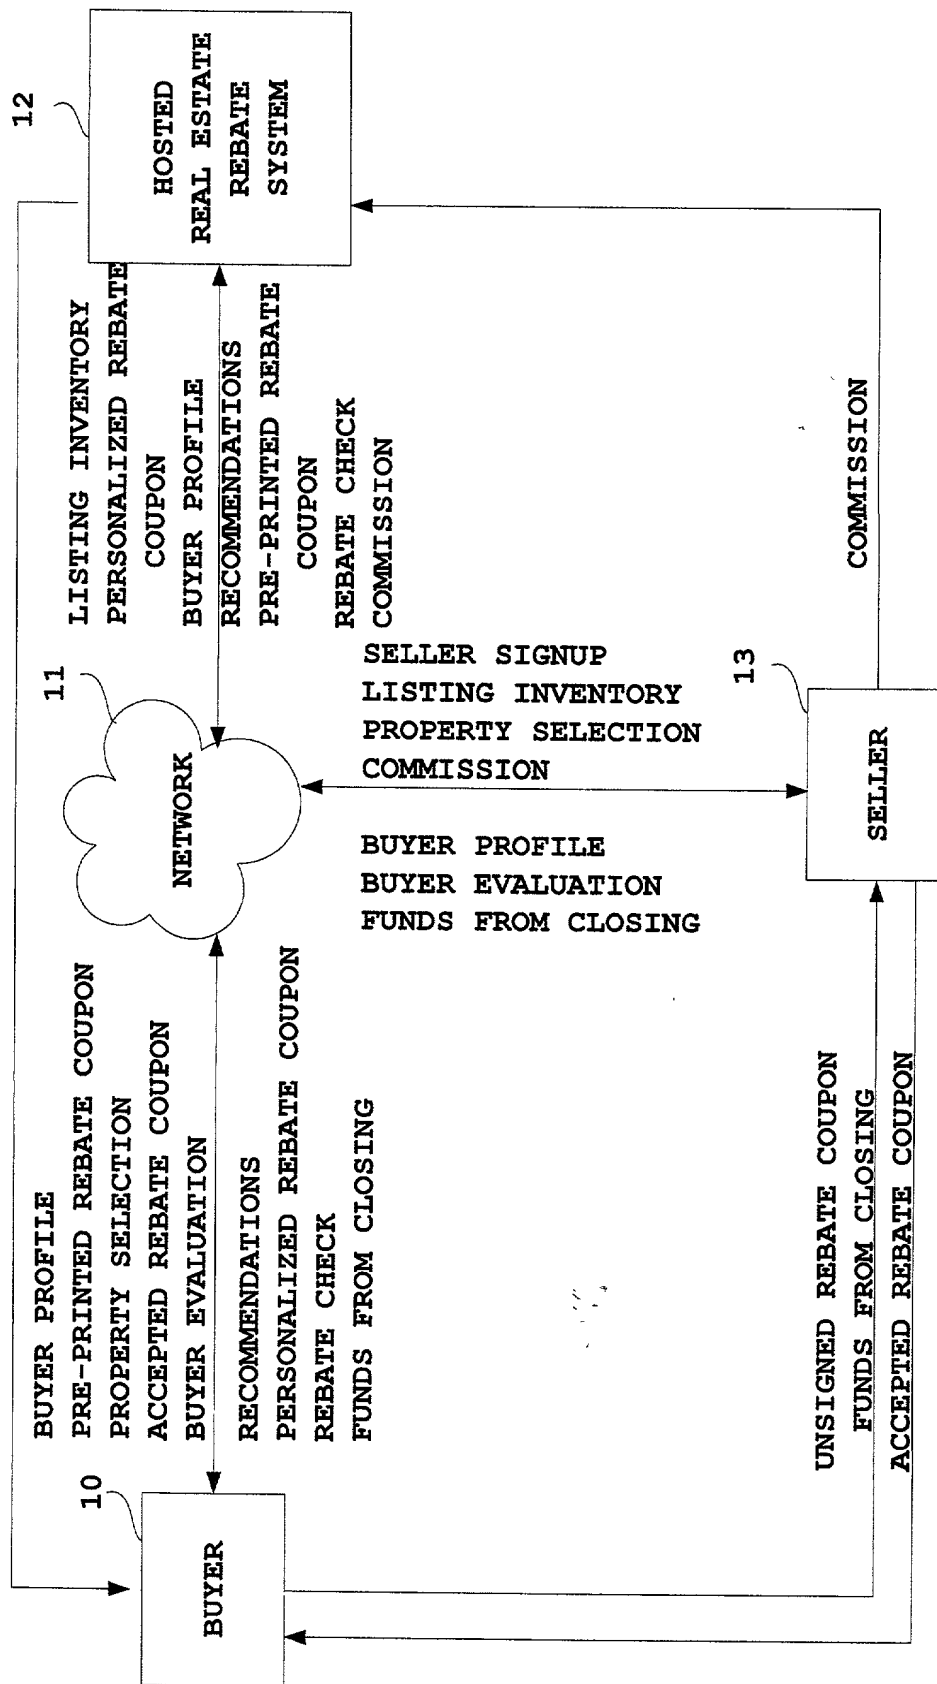 BUYER PROFILE
PRE-PRINTED REBATE COUPON
PROPERTY SELECTION
ACCEPTED REBATE COUPON
BUYER EVALUATION
RECOMMENDATIONS
PERSONALIZED REBATE COUPON
REBATE CHECK
FUNDS FROM CLOSING
10
BUYER
11
NETWORK
LISTING INVENTORY
PERSONALIZED REBATE
COUPON
BUYER PROFILE
RECOMMENDATIONS
PRE-PRINTED REBATE
COUPON
REBATE CHECK
COMMISSION
12
HOSTED
REAL ESTATE
REBATE
SYSTEM
SELLER SIGNUP
LISTING INVENTORY
PROPERTY SELECTION
COMMISSION
BUYER PROFILE
BUYER EVALUATION
FUNDS FROM CLOSING
13
SELLER
COMMISSION
UNSIGNED REBATE COUPON
FUNDS FROM CLOSING
ACCEPTED REBATE COUPON